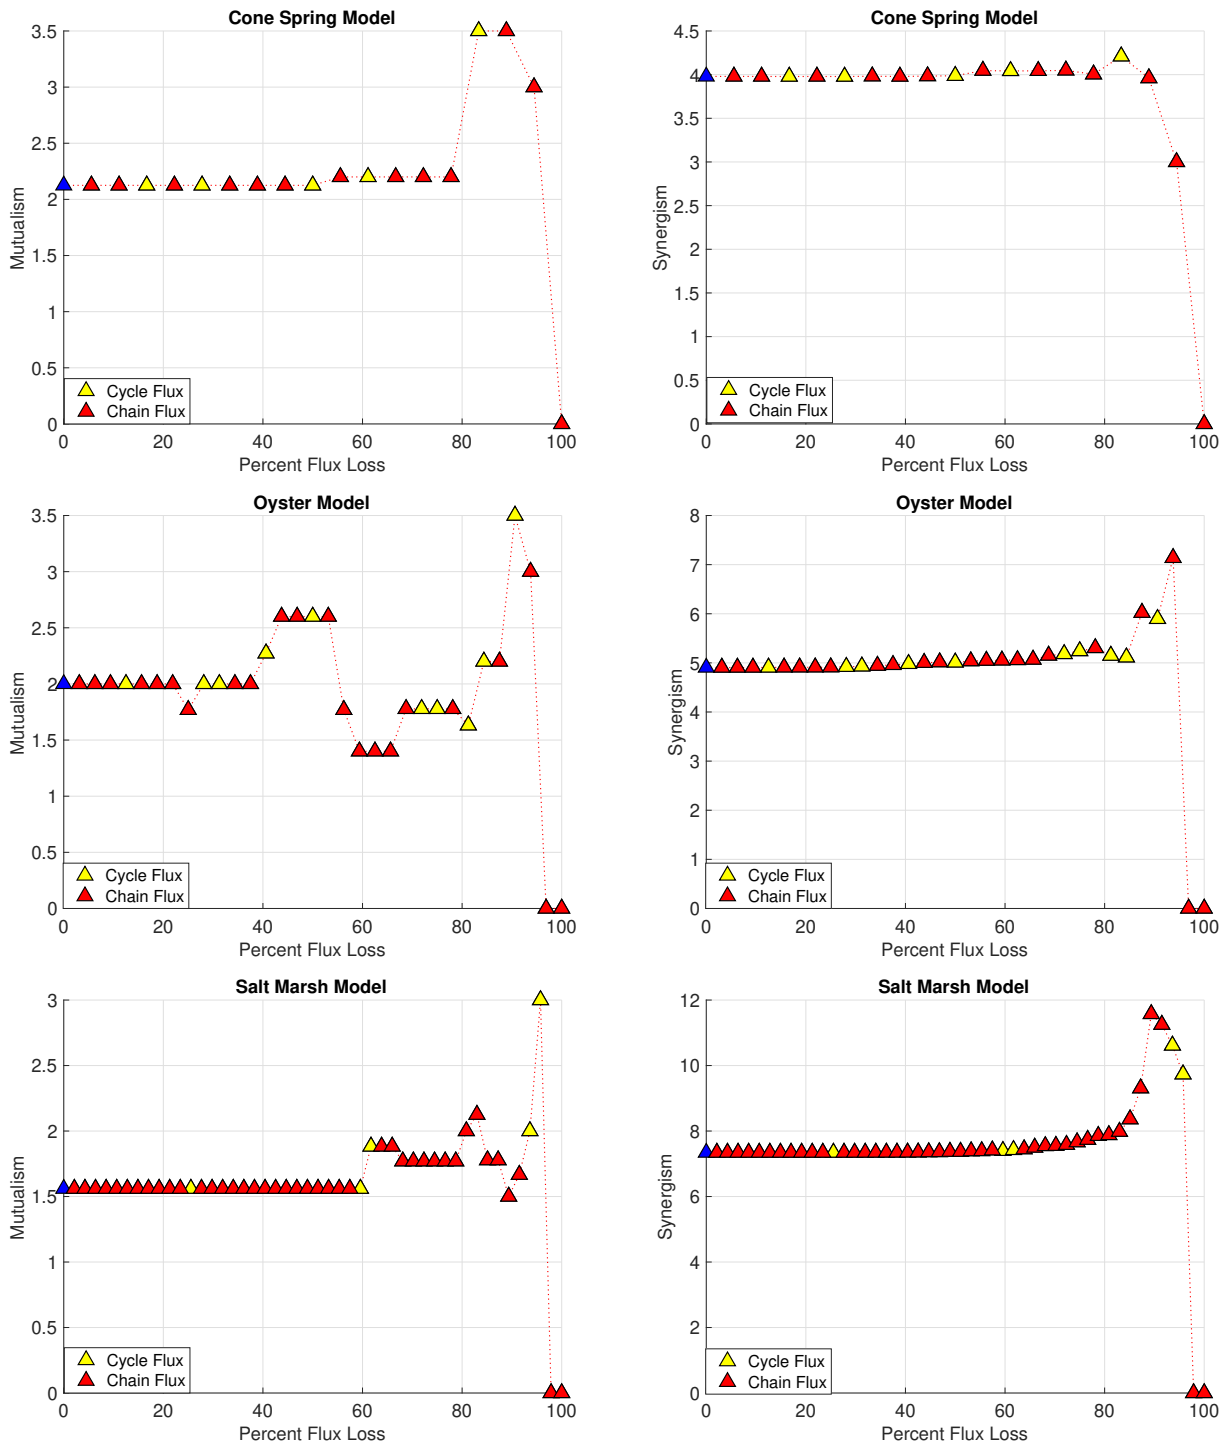 Cone Spring Model
3.5
3
2.5
2
1.5
1
0.5
0
Mutualism
Cycle Flux
Chain Flux
0 20 40 60 80 100
Percent Flux Loss
Cone Spring Model
4.5
4
3.5
3
2.5
2
1.5
1
0.5
0
Synergism
Cycle Flux
Chain Flux
0 20 40 60 80 100
Percent Flux Loss
Oyster Model
3.5
3
2.5
2
1.5
1
0.5
0
Mutualism
Cycle Flux
Chain Flux
0 20 40 60 80 100
Percent Flux Loss
Oyster Model
8
7
6
5
4
3
2
1
0
Synergism
Cycle Flux
Chain Flux
0 20 40 60 80 100
Percent Flux Loss
Salt Marsh Model
3
2.5
2
1.5
1
0.5
0
Mutualism
Cycle Flux
Chain Flux
0 20 40 60 80 100
Percent Flux Loss
Salt Marsh Model
12
10
8
6
4
2
0
Synergism
Cycle Flux
Chain Flux
0 20 40 60 80 100
Percent Flux Loss